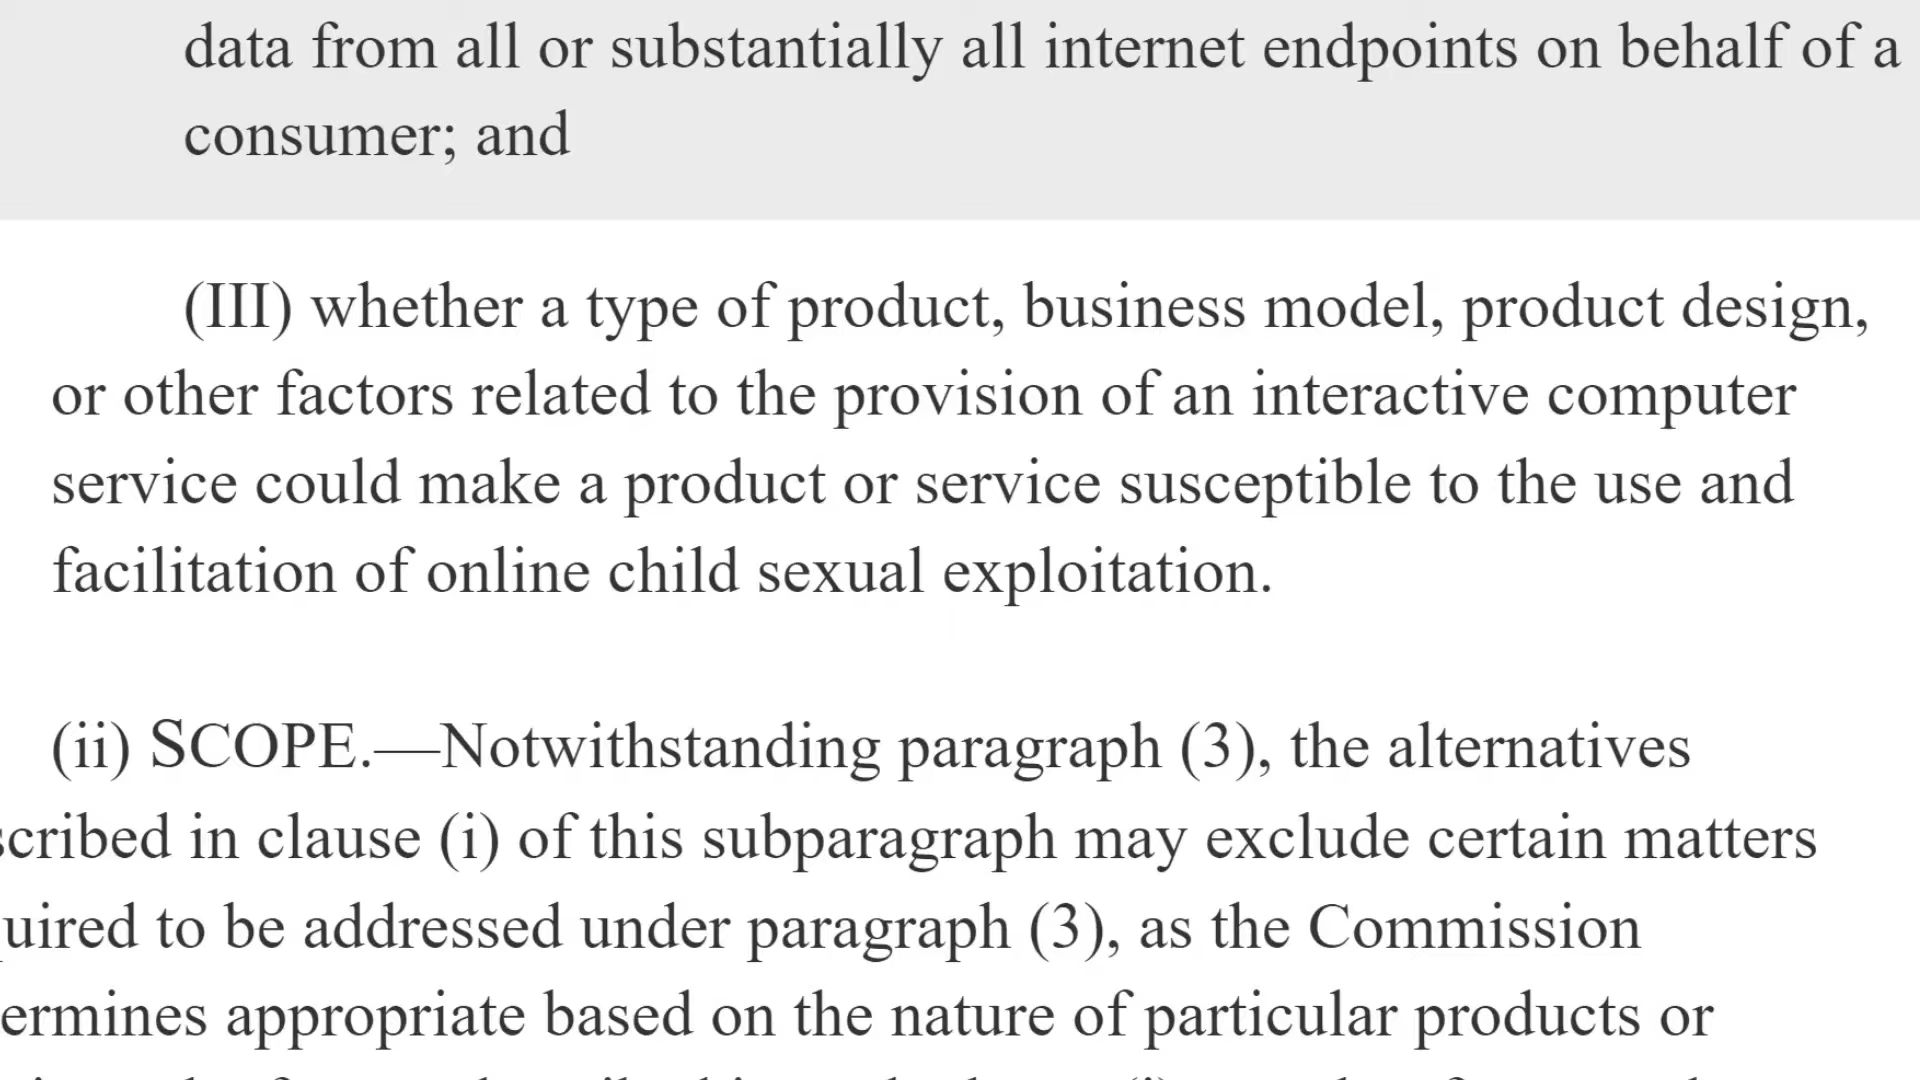 data from all or substantially all internet endpoints on behalf of a
consumer; and
(III) whether a type of product, business model, product design,
or other factors related to the provision of an interactive computer
service could make a product or service susceptible to the use and
facilitation of online child sexual exploitation.
(ii) SCOPE.—Notwithstanding paragraph (3), the alternatives
scribed in clause (i) of this subparagraph may exclude certain matters
uired to be addressed under paragraph (3), as the Commission
ermines appropriate based on the nature of particular products or